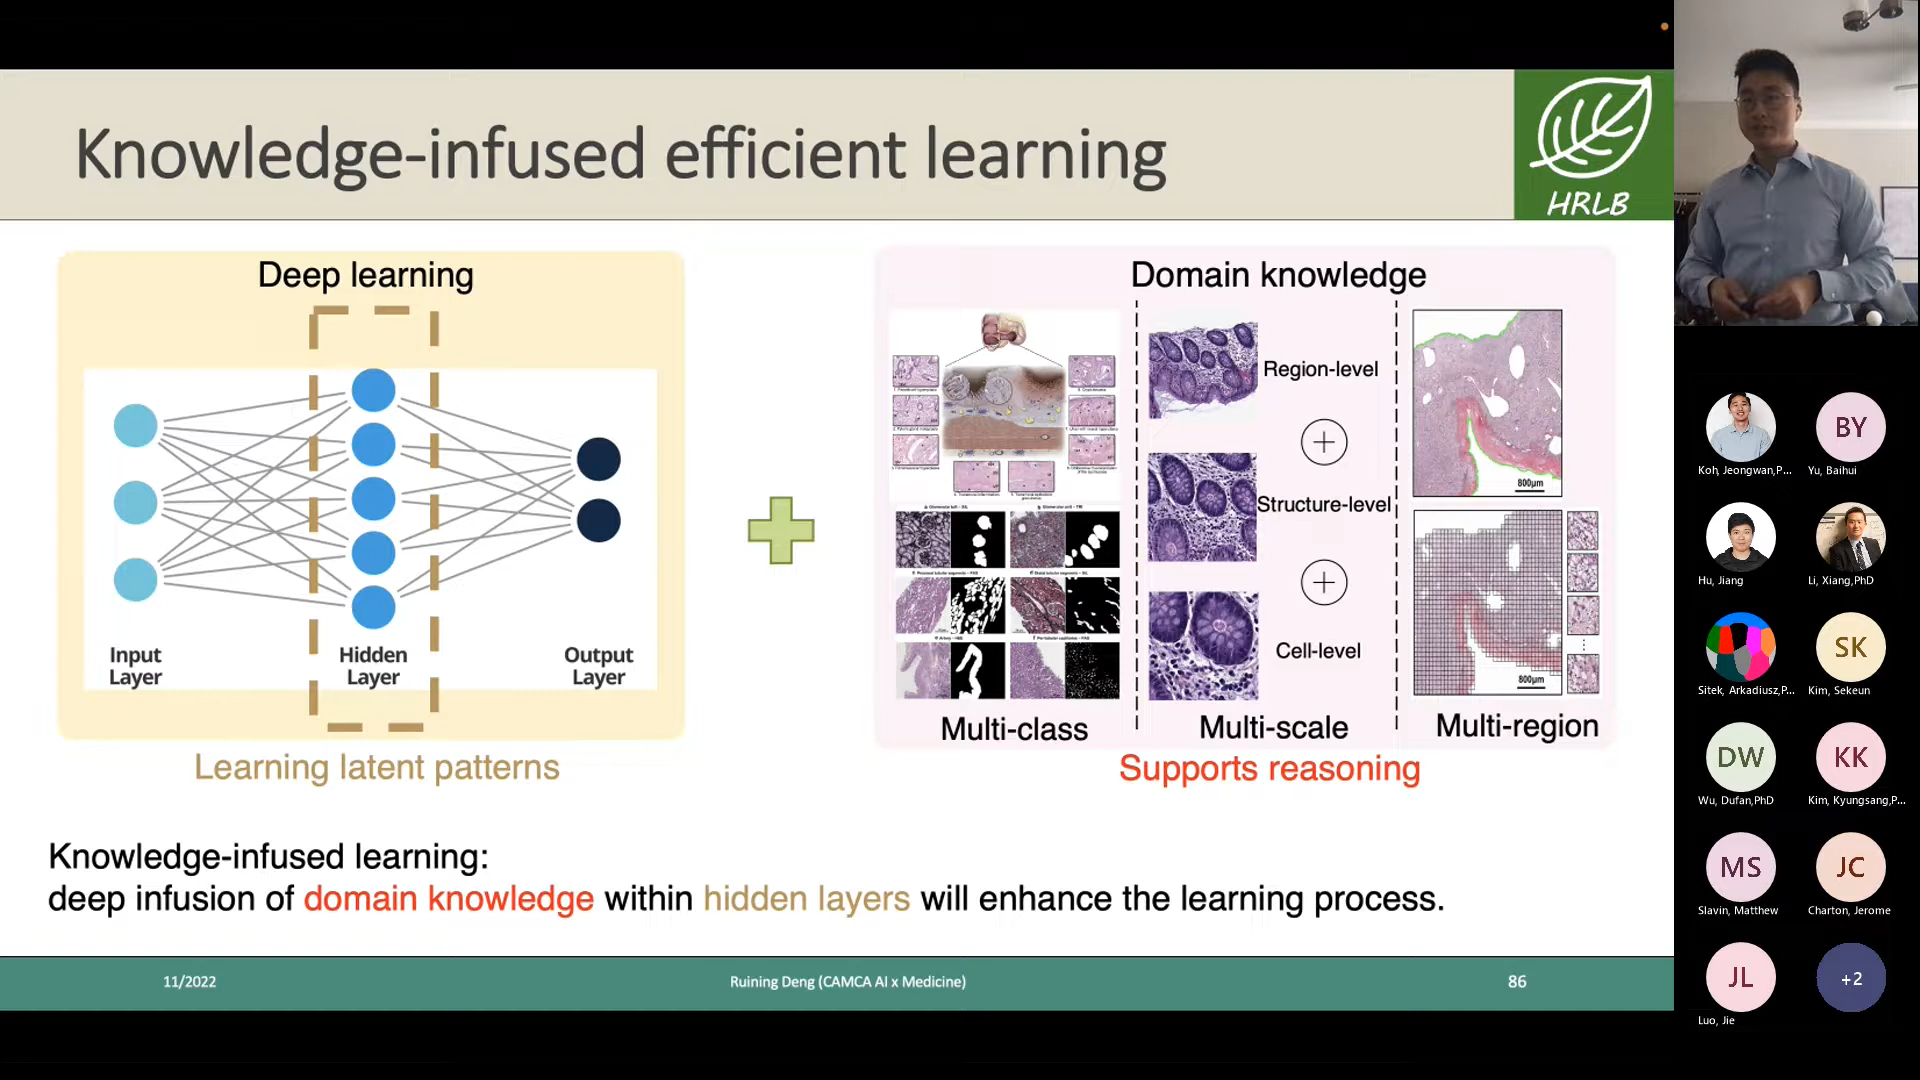 Knowledge-infused efficient learning
HRLB
Deep learning
Input
Layer
Hidden
Layer
Output
Layer
Learning latent patterns
Domain knowledge
Multi-class
Region-level
Structure-level
Cell-level
Multi-scale
800μm
800μm
Multi-region
Supports reasoning
Knowledge-infused learning:
deep infusion of domain knowledge within hidden layers will enhance the learning process.
11/2022
Ruining Deng (CAMCA AI x Medicine)
86
Koh, Jeongwan,P...
BY
Yu, Baihui
Hu, Jiang
Li, Xiang,PhD
Sitek, Arkadiusz,P...
SK
Kim, Sekeun
DW
Wu, Dufan,PhD
KK
Kim, Kyungsang,P...
MS
Slavin, Matthew
JC
Charton, Jerome
JL
Luo, Jie
+2